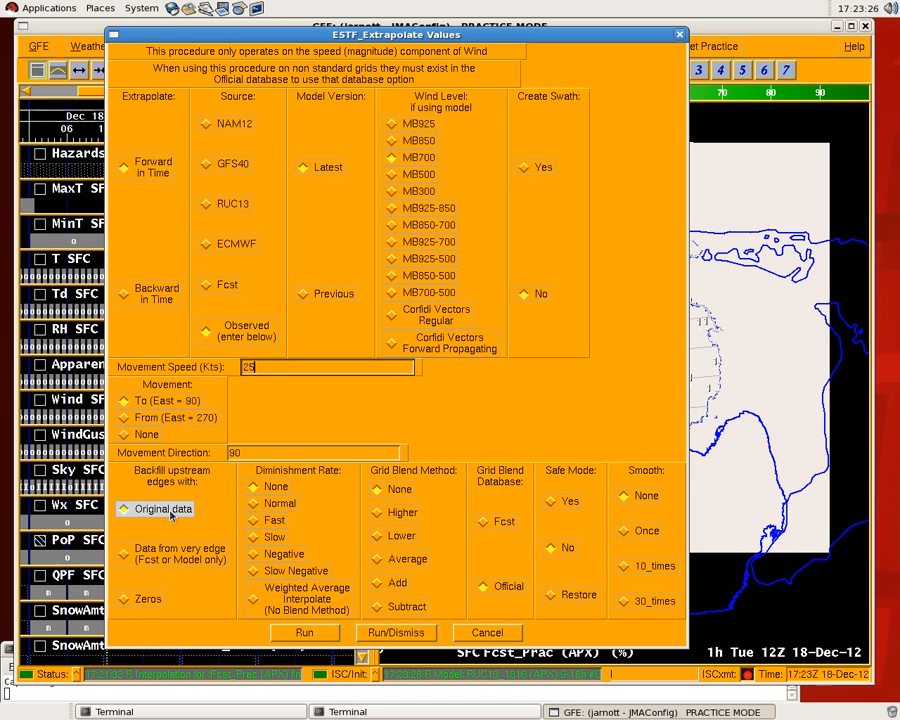 Applications Places System
17:23:26
GFE: (jarnott - JMAConfig) PRACTICE MODE
ESTF_Extrapolate Values
GFE Weathe
et Practice Help
3 4 5 6 7
70 80 90
This procedure only operates on the speed (magnitude) component of Wind
When using this procedure on non standard grids they must exist in the
Official database to use that database option
Extrapolate:
Forward
in Time
Backward
in Time
Source:
NAM12
GFS40
RUC13
ECMWF
Fcst
Observed
(enter below)
Model Version:
Latest
Previous
Wind Level:
if using model
MB925
MB850
MB700
MB500
MB300
MB925-850
MB850-700
MB925-700
MB925-500
MB850-500
MB700-500
Corfidi Vectors
Regular
Corfidi Vectors
Forward Propagating
Create Swath:
Yes
No
Movement Speed (Kts): 25
Movement:
To (East = 90)
From (East = 270)
None
Movement Direction: 90
Backfill upstream
edges with:
Original data
Data from very edge
(Fcst or Model only)
Zeros
Diminishment Rate:
None
Normal
Fast
Slow
Negative
Slow Negative
Weighted Average
Interpolate
(No Blend Method)
Grid Blend Method:
None
Higher
Lower
Average
Add
Subtract
Grid Blend
Database:
Fcst
Official
Safe Mode:
Yes
No
Restore
Smooth:
None
Once
10_times
30_times
Run Run/Dismiss Cancel
Dec 18
06 1
Hazards
MaxT SF
MinT SF
T SFC
Td SFC
RH SFC
Apparen
Wind SF
WindGus
Sky SFC
Wx SFC
PoP SFC
QPF SFC
SnowAmt
SnowAmt
SFC Fcst_Prac (APX) (%) 1h Tue 12Z 18-Dec-12
Status:
ISC/Init:
ISCxmt: Time: 17:23Z 18-Dec-12
Terminal
Terminal
GFE: (jarnott - JMAConfig) PRACTICE MODE